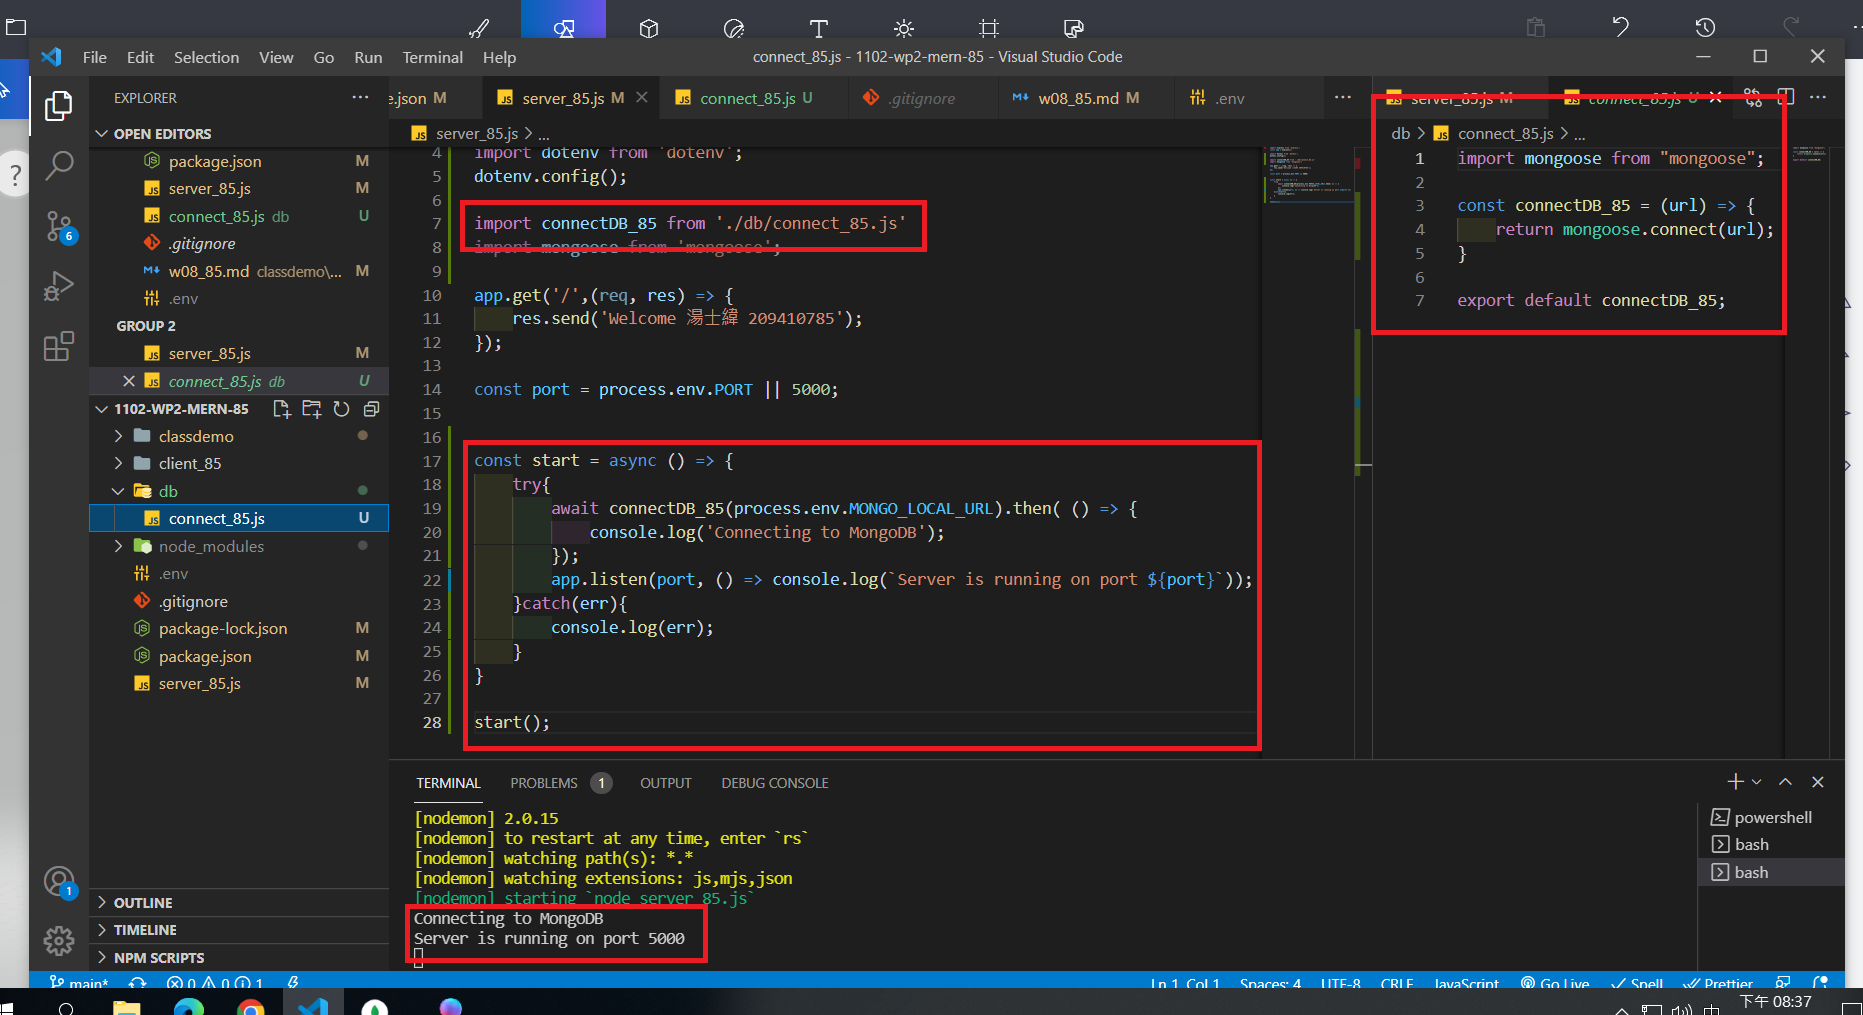 connect_85.js - 1102-wp2-mern-85 - Visual Studio Code
File Edit Selection View Go Run Terminal Help
EXPLORER
OPEN EDITORS
package.json M
server_85.js M
connect_85.js db U
.gitignore
w08_85.md classdemo\... M
.env
GROUP 2
server_85.js M
connect_85.js db U
1102-WP2-MERN-85
classdemo
client_85
db
connect_85.js U
node_modules
.env
.gitignore
package-lock.json M
package.json M
server_85.js M
OUTLINE
TIMELINE
NPM SCRIPTS
e.json M server_85.js M connect_85.js U .gitignore w08_85.md M .env
server_85.js > ...
4 import dotenv from 'dotenv';
5 dotenv.config();
6
7 import connectDB_85 from './db/connect_85.js'
8 import mongoose from 'mongoose';
9
10 app.get('/',(req, res) => {
11 res.send('Welcome 湯士緯 209410785');
12 });
13
14 const port = process.env.PORT || 5000;
15
16
17 const start = async () => {
18 try{
19 await connectDB_85(process.env.MONGO_LOCAL_URL).then( () => {
20 console.log('Connecting to MongoDB');
21 });
22 app.listen(port, () => console.log(`Server is running on port ${port}`));
23 }catch(err){
24 console.log(err);
25 }
26 }
27
28 start();
server_85.js M connect_85.js U
db > connect_85.js > ...
1 import mongoose from "mongoose";
2
3 const connectDB_85 = (url) => {
4 return mongoose.connect(url);
5 }
6
7 export default connectDB_85;
TERMINAL PROBLEMS 1 OUTPUT DEBUG CONSOLE
[nodemon] 2.0.15
[nodemon] to restart at any time, enter `rs`
[nodemon] watching path(s): *.*
[nodemon] watching extensions: js,mjs,json
[nodemon] starting `node server_85.js`
Connecting to MongoDB
Server is running on port 5000
powershell
bash
bash
main* 0 0 1 Ln 1, Col 1 Spaces: 4 UTF-8 CRLF JavaScript Go Live Spell Prettier
中 下午 08:37